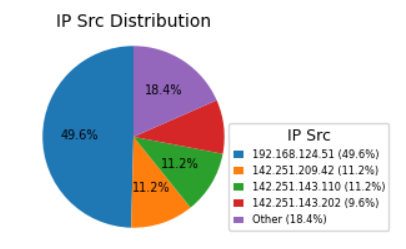 IP Src Distribution
18.4%
49.6%
11.2%
11.2%
IP Src
192.168.124.51 (49.6%)
142.251.209.42 (11.2%)
142.251.143.110 (11.2%)
142.251.143.202 (9.6%)
Other (18.4%)